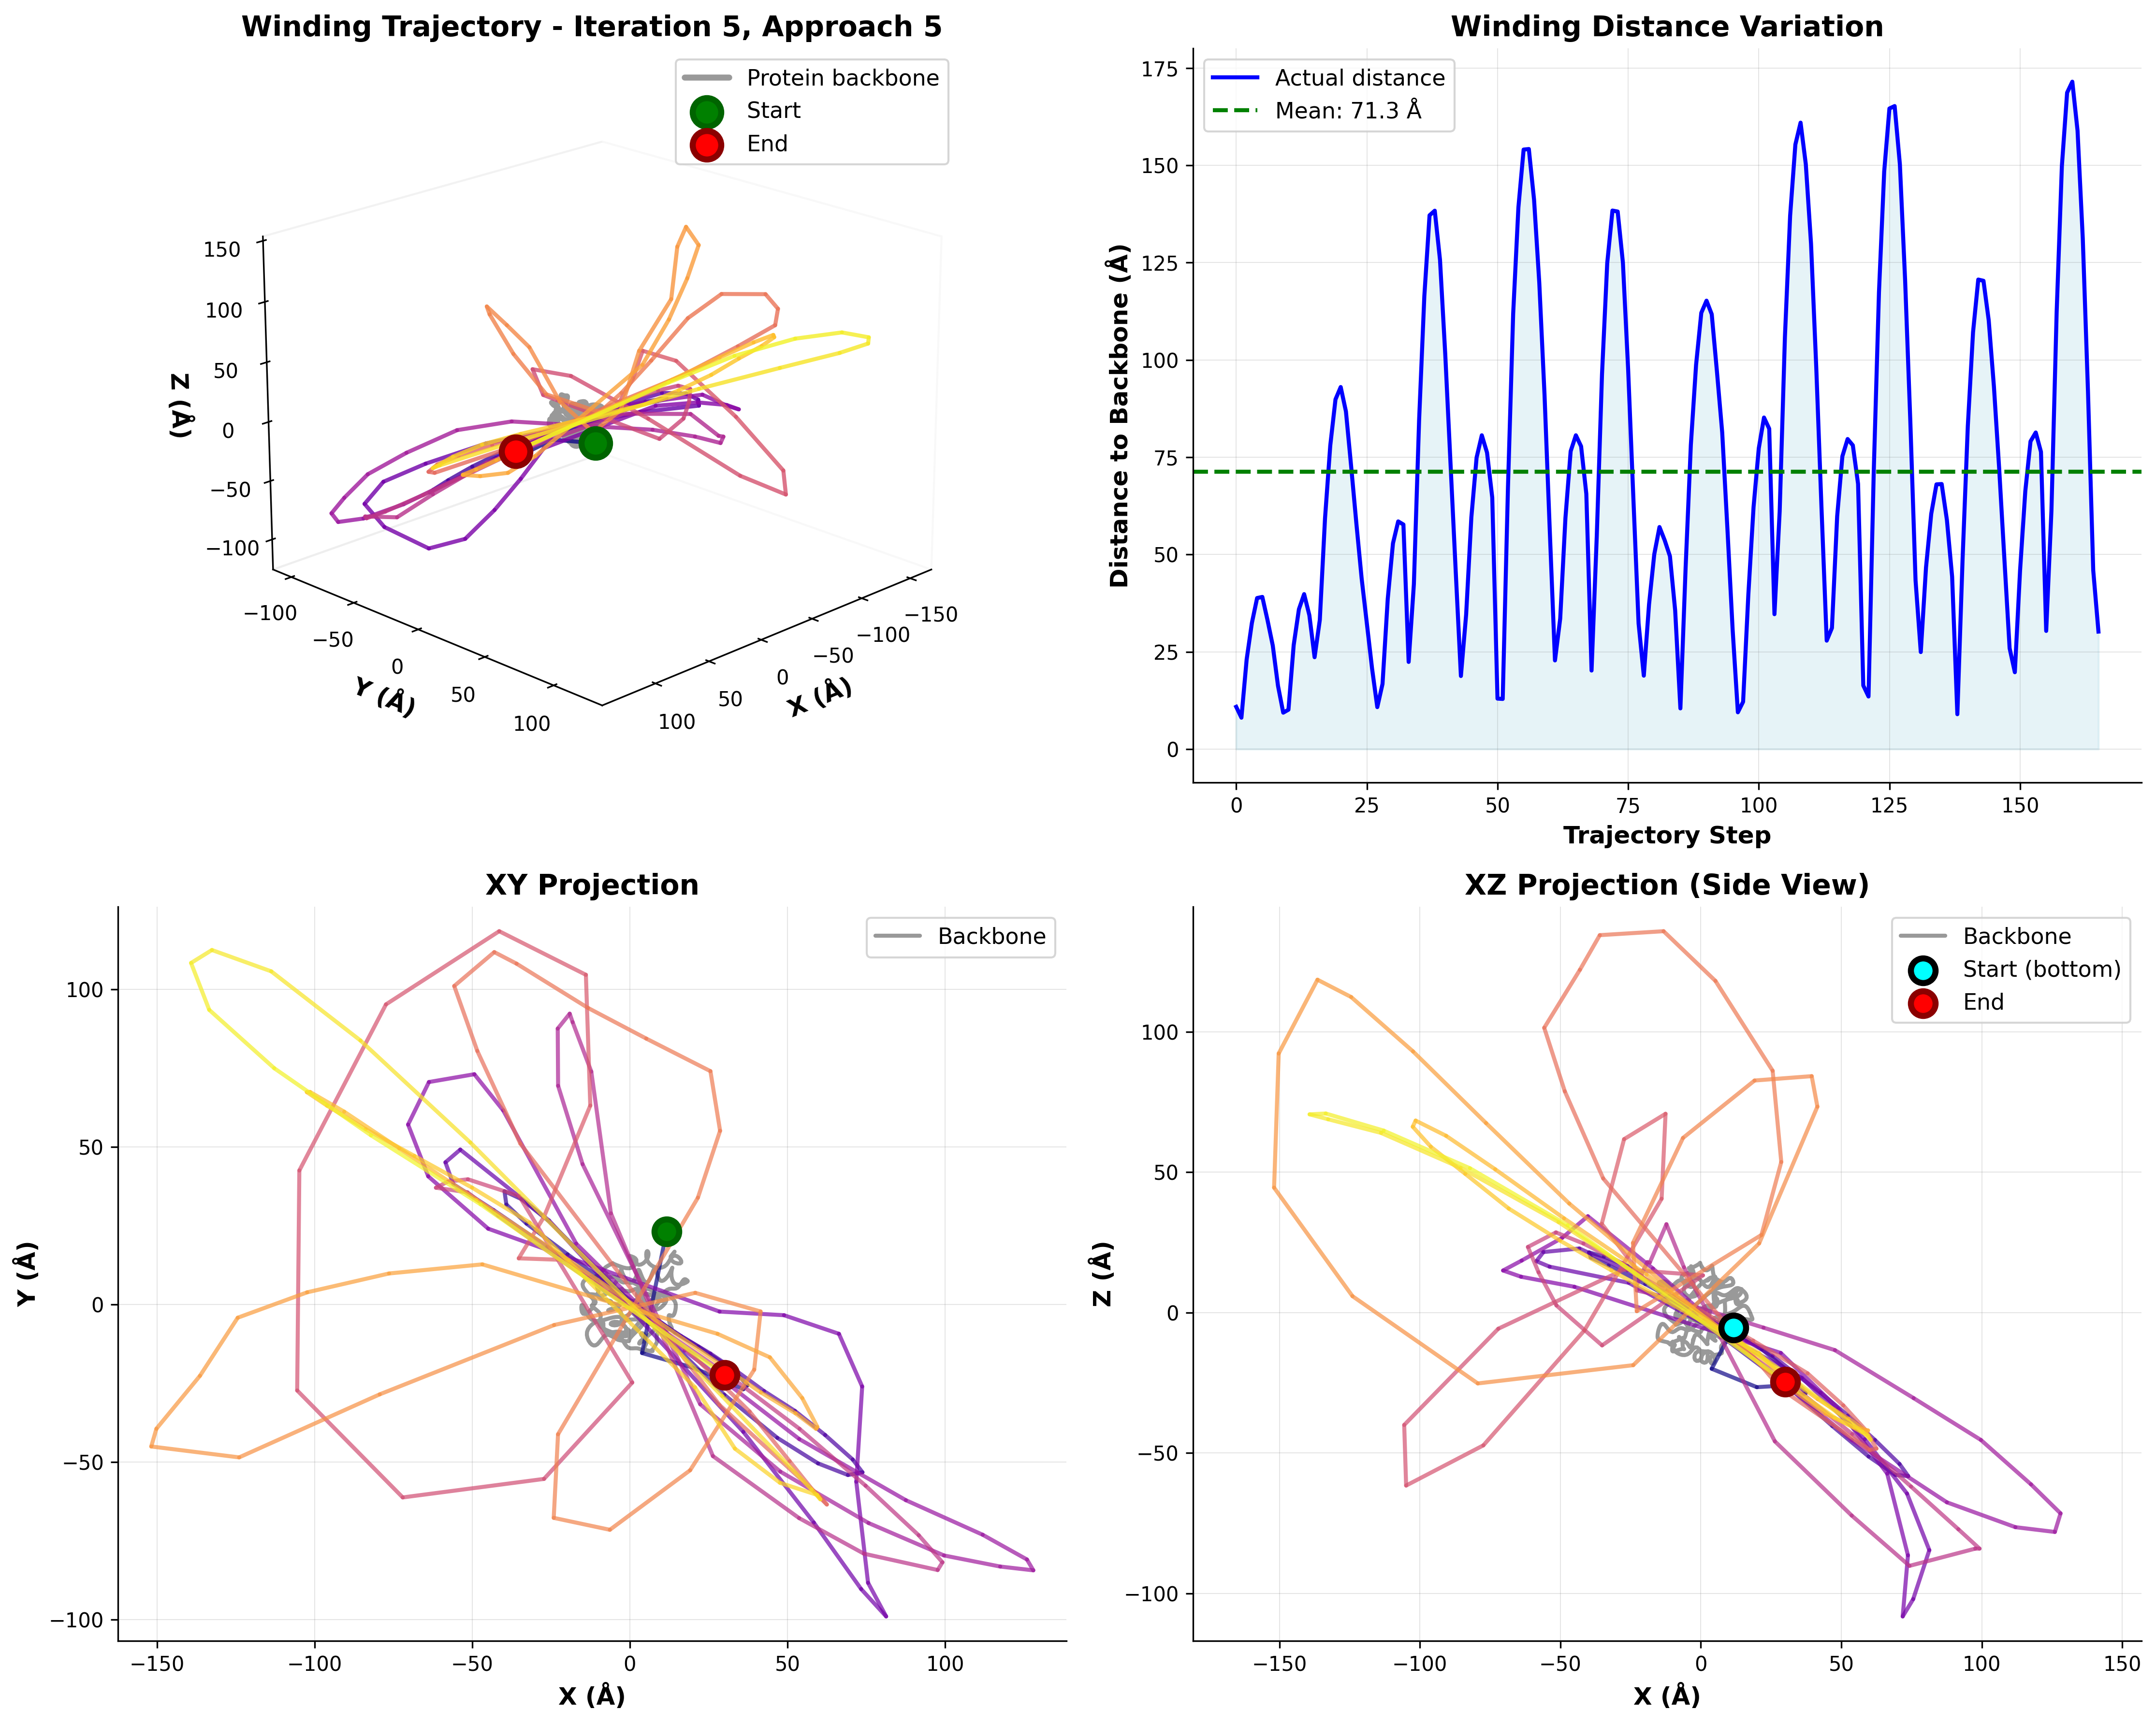 Winding Trajectory - Iteration 5, Approach 5
Protein backbone
Start
End
150
100
50
0
−50
−100
Z (Å)
−100
−50
0
50
100
Y (Å)
100
50
0
−50
−100
−150
X (Å)
Winding Distance Variation
Actual distance
Mean: 71.3 Å
175
150
125
100
75
50
25
0
Distance to Backbone (Å)
0
25
50
75
100
125
150
Trajectory Step
XY Projection
Backbone
100
50
0
−50
−100
Y (Å)
−150
−100
−50
0
50
100
X (Å)
XZ Projection (Side View)
Backbone
Start (bottom)
End
100
50
0
−50
−100
Z (Å)
−150
−100
−50
0
50
100
150
X (Å)